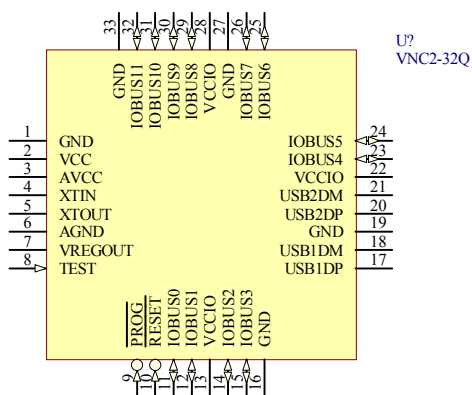 33 32 31 30 29 28 27 26 25
U?
VNC2-32Q
GND IOBUS11 IOBUS10 IOBUS9 IOBUS8 VCCIO GND IOBUS7 IOBUS6
1 GND
2 VCC
3 AVCC
4 XTIN
5 XTOUT
6 AGND
7 VREGOUT
8 TEST
IOBUS5 24
IOBUS4 23
VCCIO 22
USB2DM 21
USB2DP 20
GND 19
USB1DM 18
USB1DP 17
PROG RESET IOBUS0 IOBUS1 VCCIO IOBUS2 IOBUS3 GND
9 10 11 12 13 14 15 16